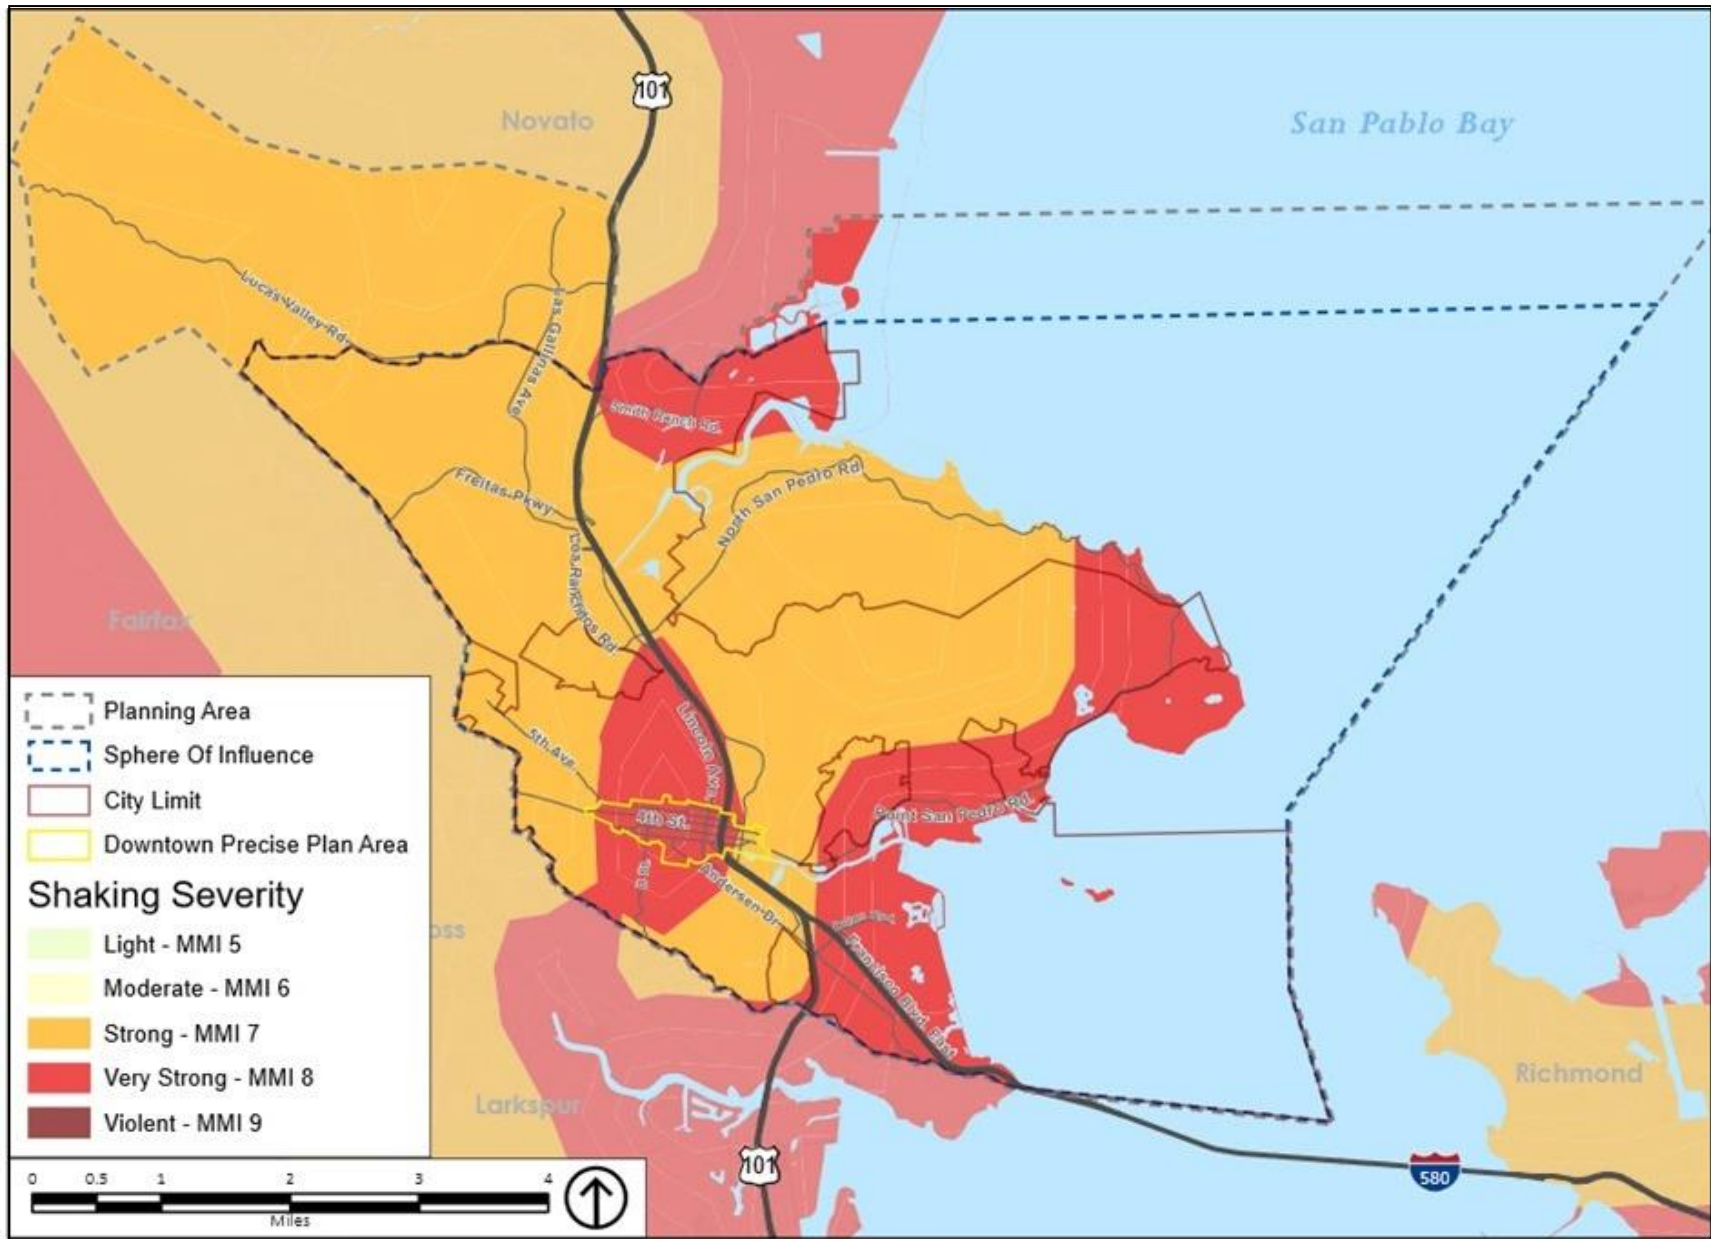 101
Novato
San Pablo Bay
Lucas Valley Rd
Las Gallinas Ave
Smith Ranch Rd.
Freitas Pkwy
North San Pedro Rd
Los Ranchitos Rd.
Fairfax
Lincoln Ave.
5th Ave.
5th St.
Point San Pedro Rd.
Andersen Dr
Francisco Blvd. East
oss
Larkspur
Richmond
101
580
Planning Area
Sphere Of Influence
City Limit
Downtown Precise Plan Area
Shaking Severity
Light - MMI 5
Moderate - MMI 6
Strong - MMI 7
Very Strong - MMI 8
Violent - MMI 9
0 0.5 1 2 3 4
Miles